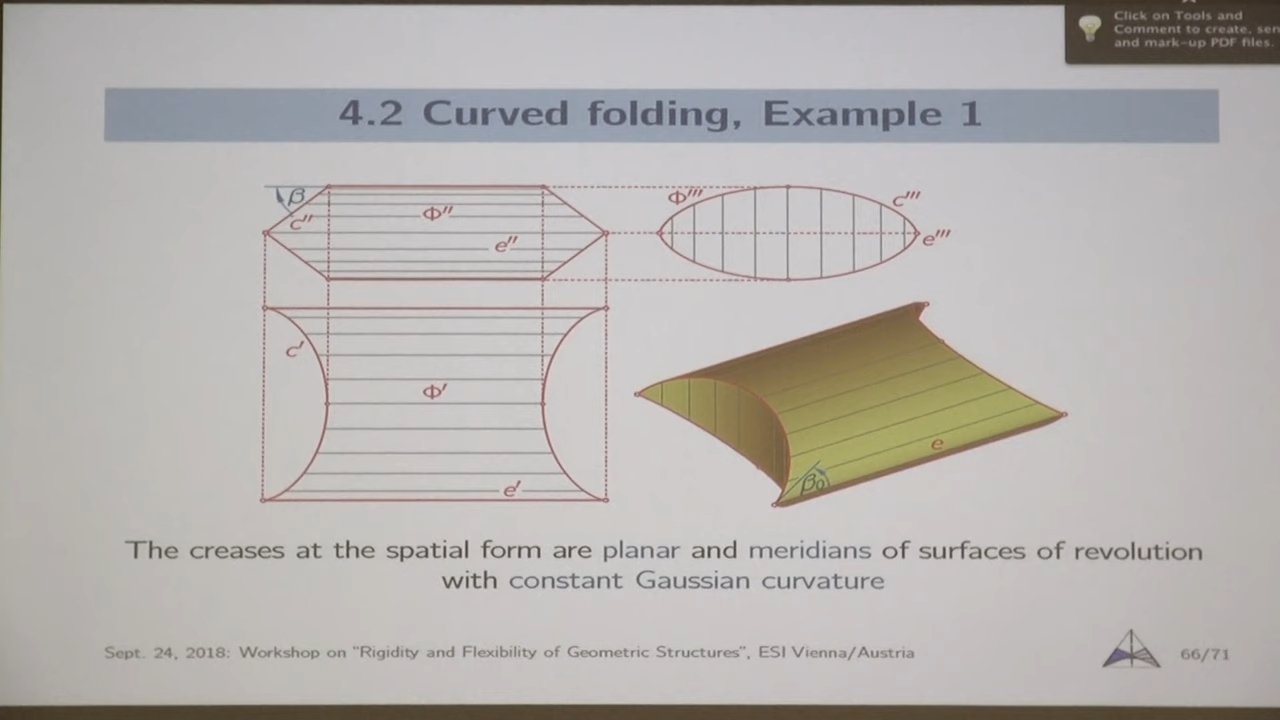 Click on Tools and
Comment to create, sen
and mark-up PDF files.
4.2 Curved folding, Example 1
β
c''
Φ''
e''
Φ'''
c'''
e'''
c'
Φ'
e'
e
β₀
The creases at the spatial form are planar and meridians of surfaces of revolution
with constant Gaussian curvature
Sept. 24, 2018: Workshop on "Rigidity and Flexibility of Geometric Structures", ESI Vienna/Austria
66/71